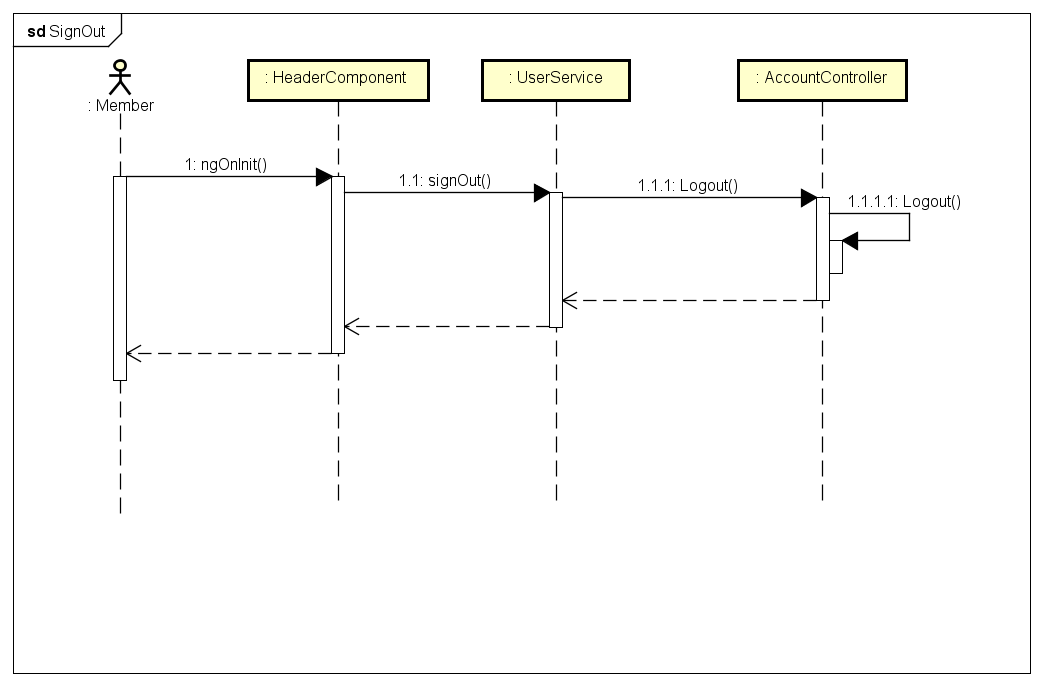 sd SignOut
: Member
: HeaderComponent
: UserService
: AccountController
1: ngOnInit()
1.1: signOut()
1.1.1: Logout()
1.1.1.1: Logout()